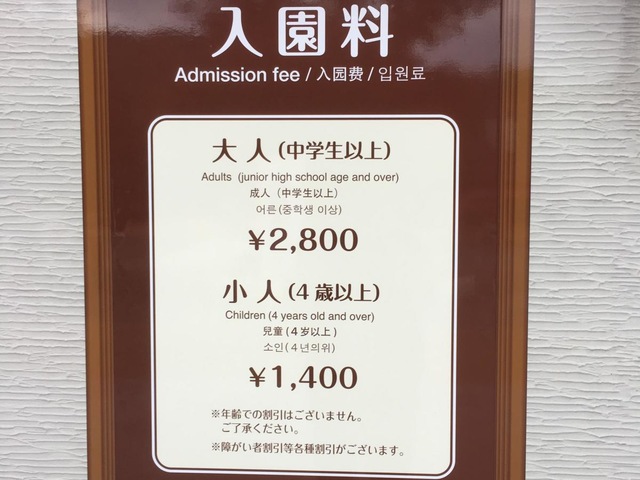 入園料
Admission fee / 入园费 / 입원료
大人(中学生以上)
Adults (junior high school age and over)
成人（中学生以上）
어른(중학생 이상)
¥2,800
小人(4歳以上)
Children (4 years old and over)
兒童(4岁以上)
소인(4년의위)
¥1,400
※年齢での割引はございません。
ご了承ください。
※障がい者割引等各種割引がございます。